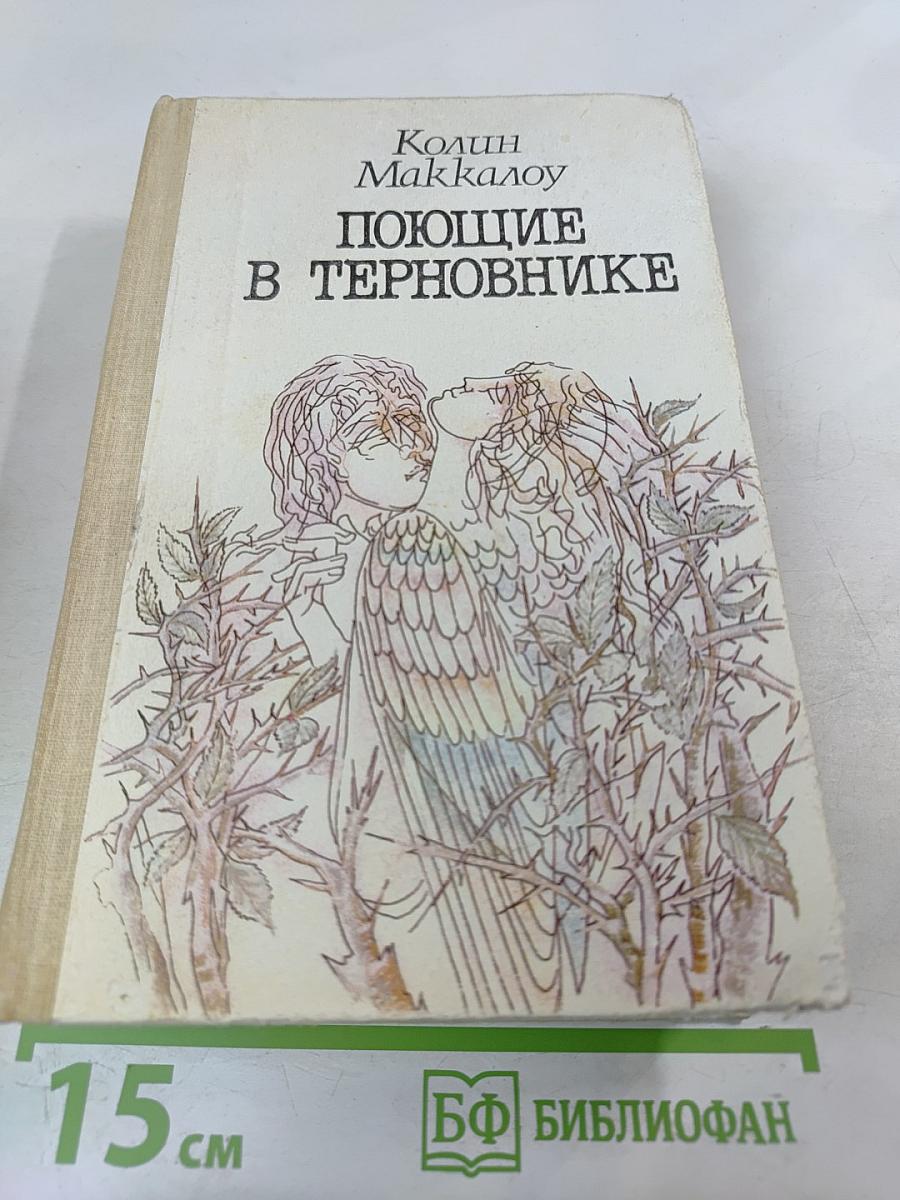 Колин
Маккалоу
ПОЮЩИЕ
В ТЕРНОВНИКЕ
15 см
БФ БИБЛИОФАН